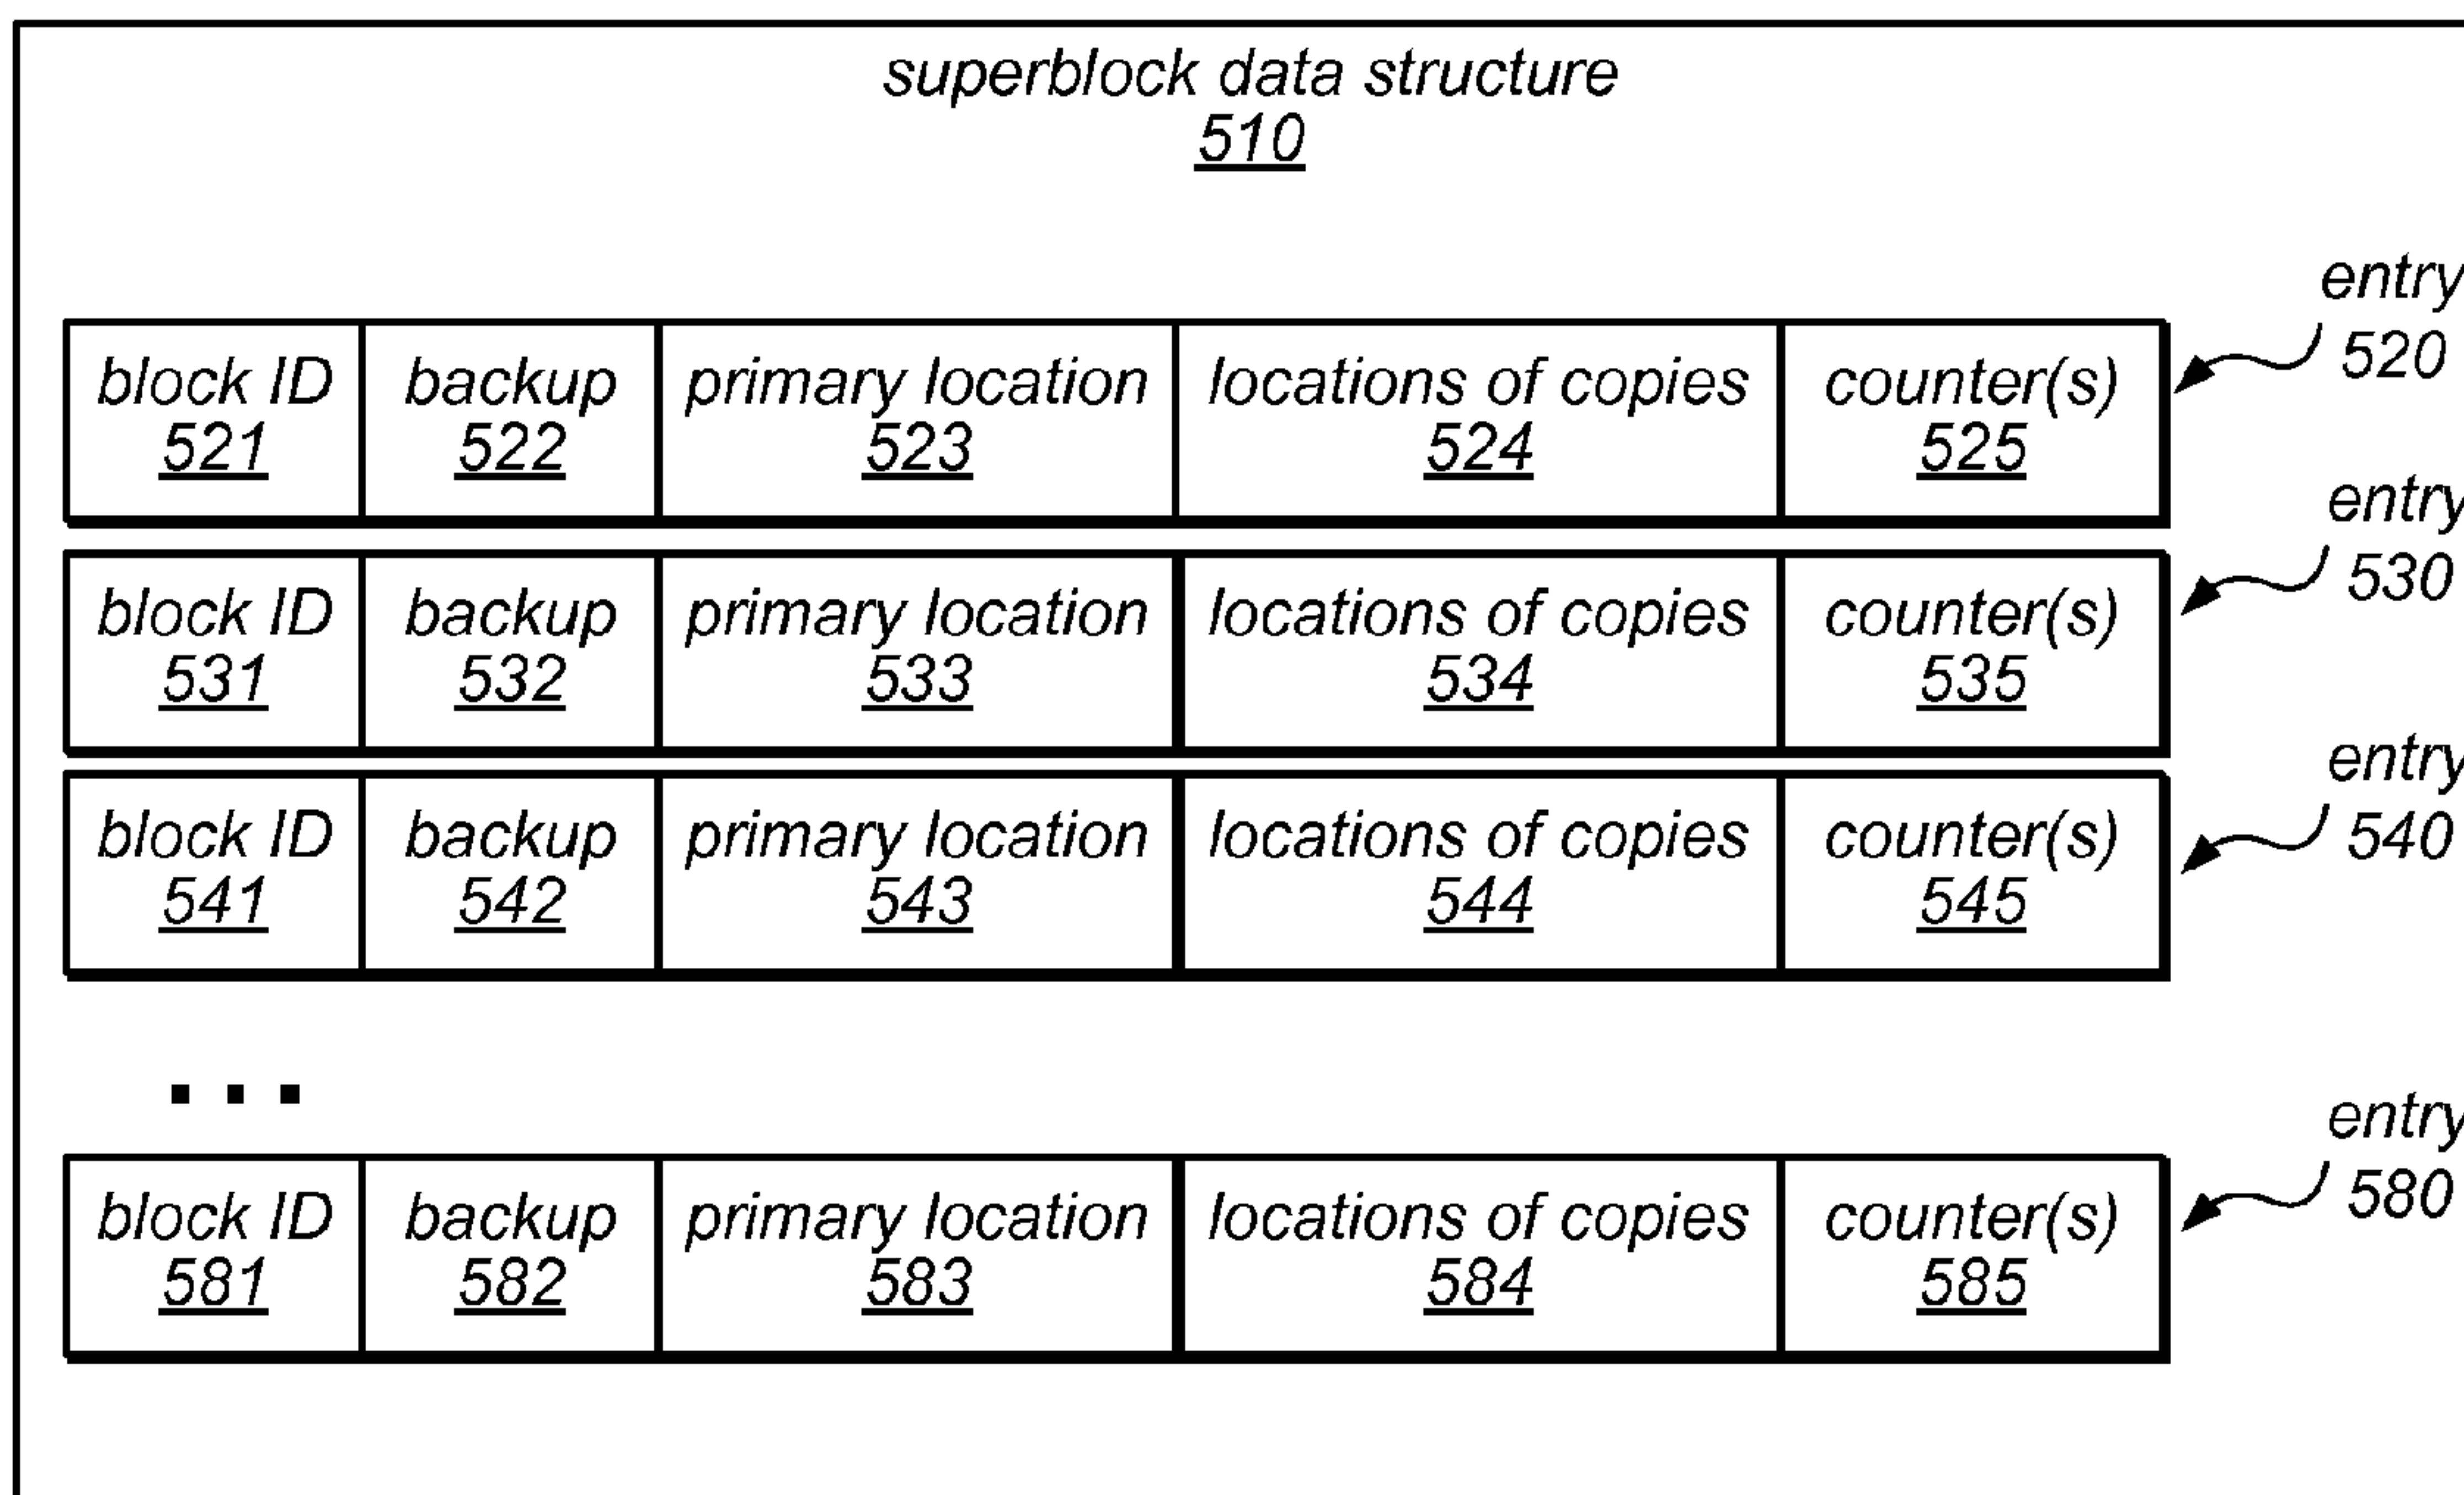 superblock data structure
510
entry
520
block ID backup primary location locations of copies counter(s)
521 522 523 524 525
entry
530
block ID backup primary location locations of copies counter(s)
531 532 533 534 535
entry
540
block ID backup primary location locations of copies counter(s)
541 542 543 544 545
...
entry
580
block ID backup primary location locations of copies counter(s)
581 582 583 584 585